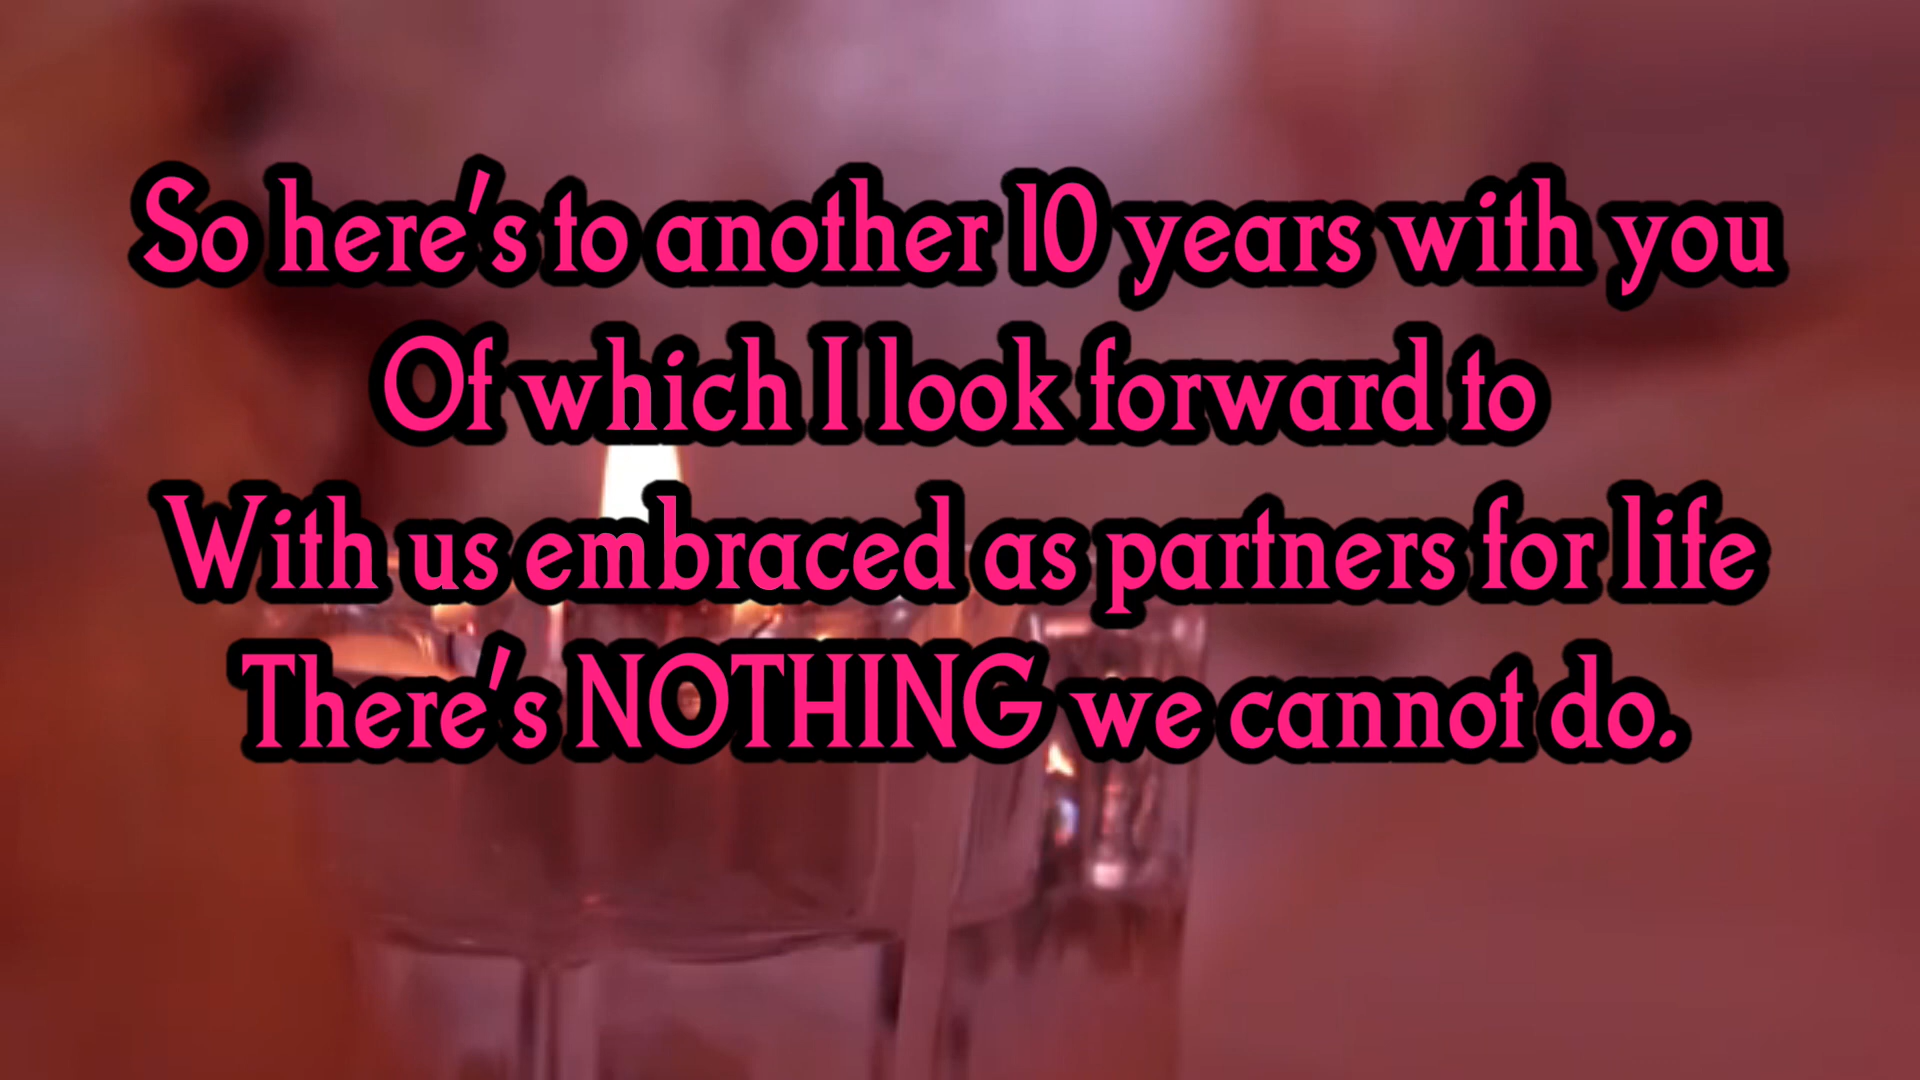 So here's to another 10 years with you
Of which I look forward to
With us embraced as partners for life
There's NOTHING we cannot do.